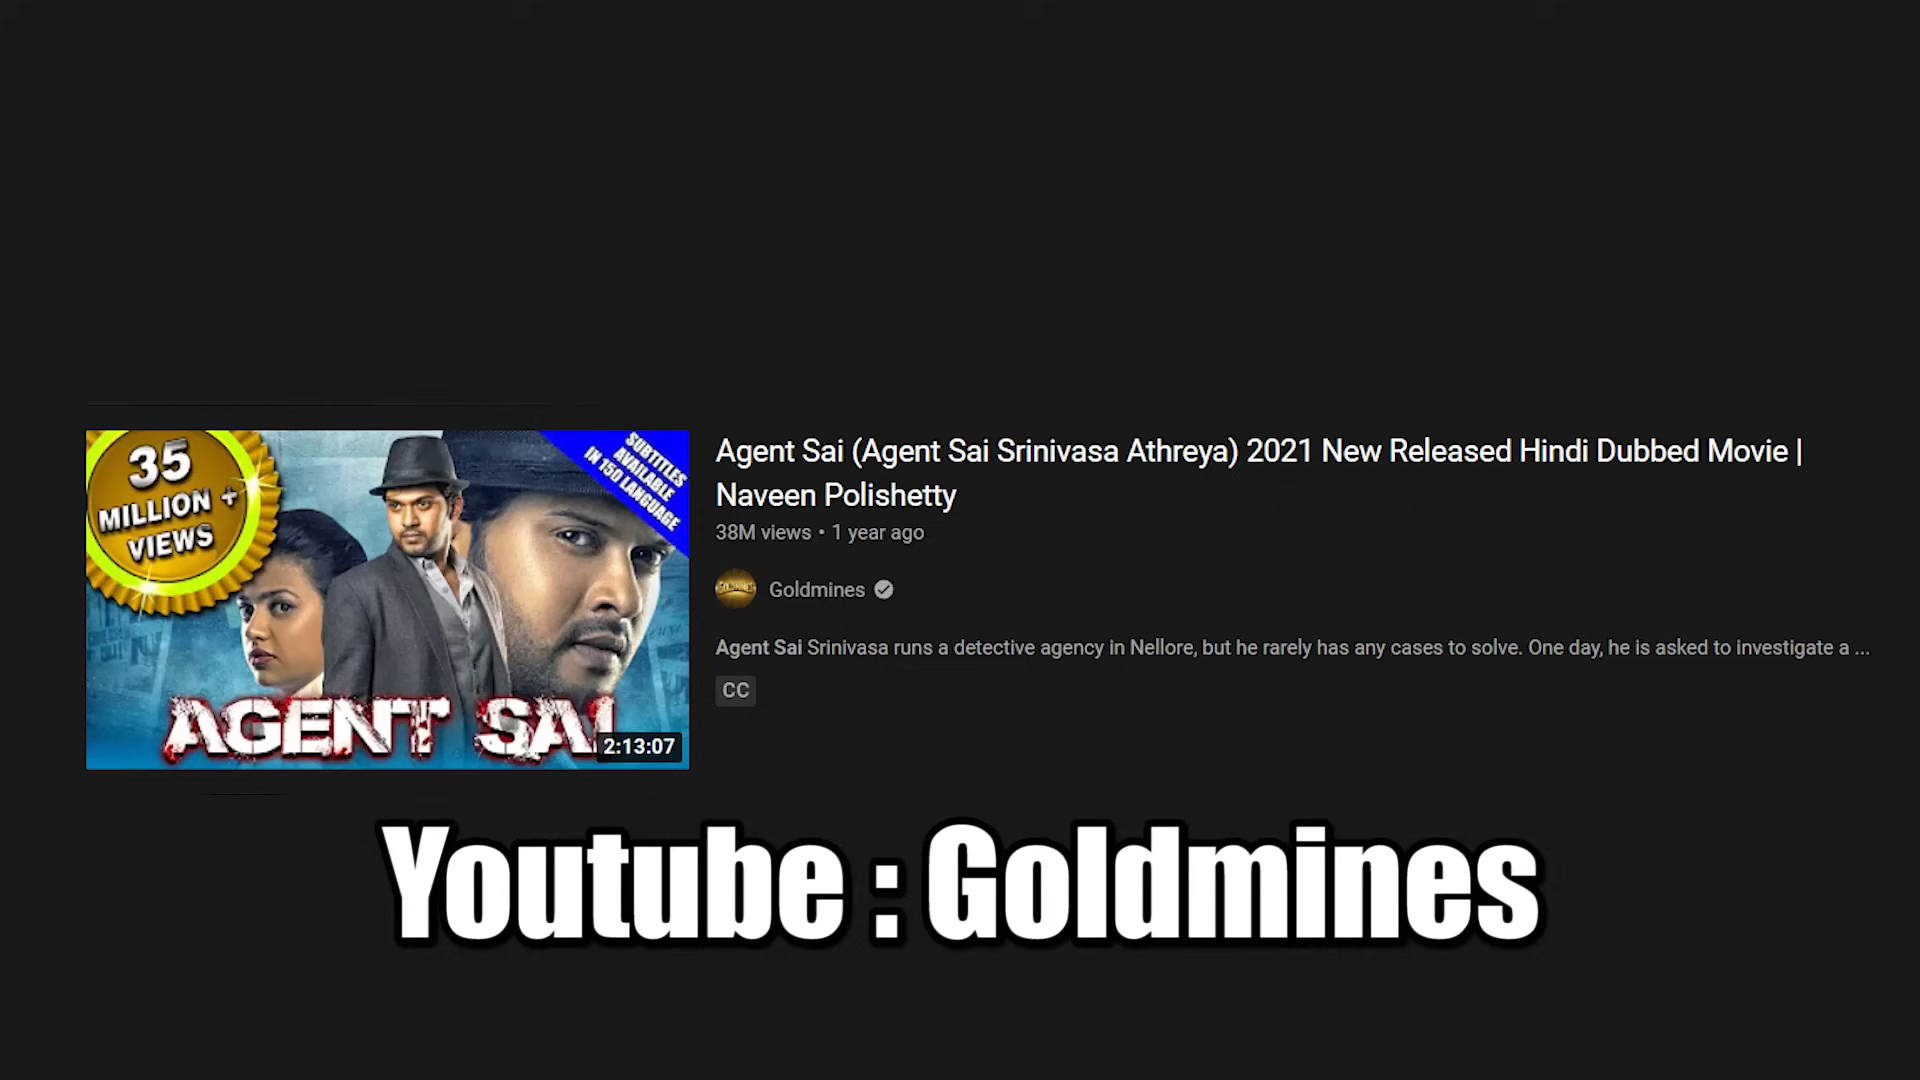 35
MILLION +
VIEWS
SUBTITLES
AVAILABLE
IN 150 LANGUAGE
AGENT SAI
2:13:07
Agent Sai (Agent Sai Srinivasa Athreya) 2021 New Released Hindi Dubbed Movie |
Naveen Polishetty
38M views • 1 year ago
GOLDMINES
Goldmines
Agent Sai Srinivasa runs a detective agency in Nellore, but he rarely has any cases to solve. One day, he is asked to investigate a ...
CC
Youtube : Goldmines